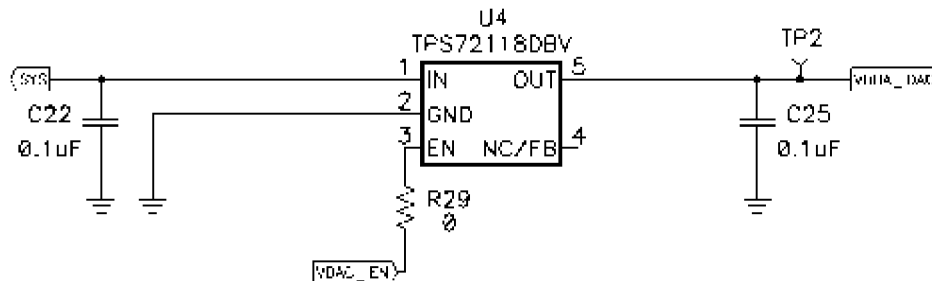 U4
TPS72118DBV
TP2
SYS
1
IN
OUT
5
2
GND
C22
0.1uF
3
EN
NC/FB
4
C25
0.1uF
R29
0
VDAC_EN